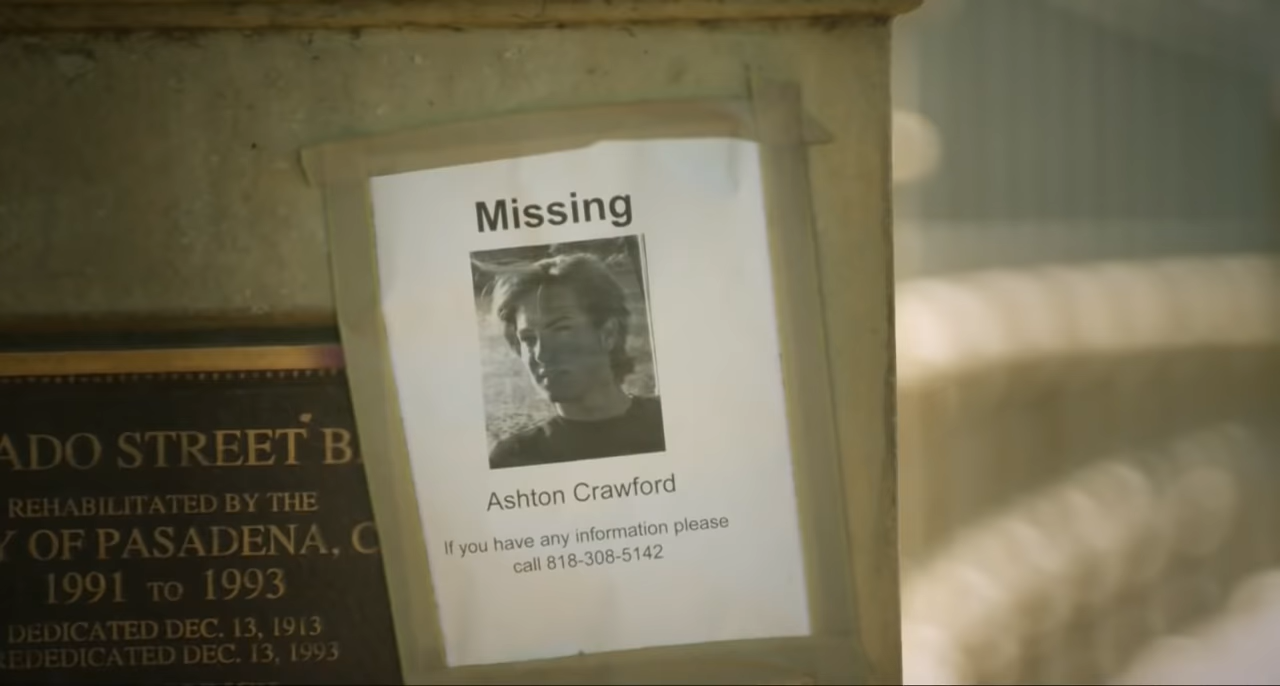 Missing
Ashton Crawford
If you have any information please
call 818-308-5142
ADO STREET B
REHABILITATED BY THE
Y OF PASADENA, C
1991 TO 1993
DEDICATED DEC. 13, 1913
REDEDICATED DEC. 13, 1993